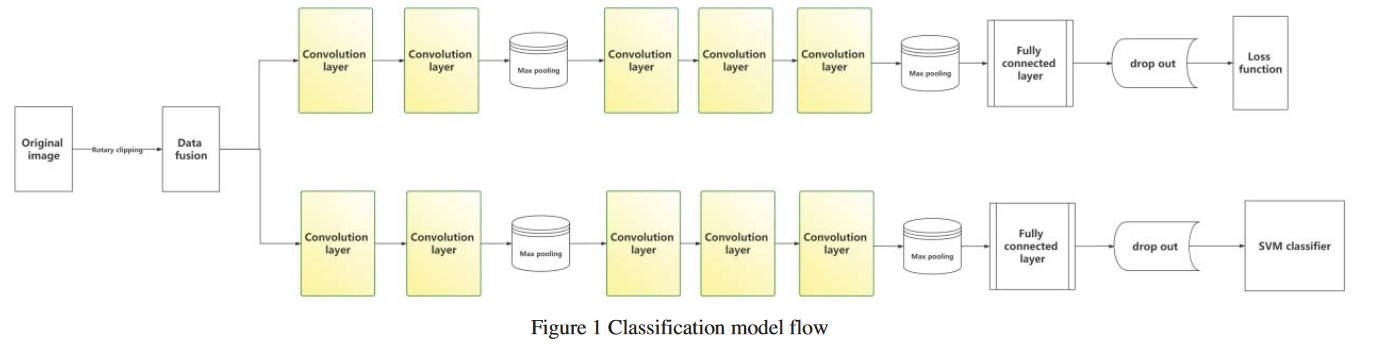 Original
image
Rotary clipping
Data
fusion
Convolution
layer
Convolution
layer
Max pooling
Convolution
layer
Convolution
layer
Convolution
layer
Max pooling
Fully
connected
layer
drop out
Loss
function
Convolution
layer
Convolution
layer
Max pooling
Convolution
layer
Convolution
layer
Convolution
layer
Max pooling
Fully
connected
layer
drop out
SVM classifier
Figure 1 Classification model flow